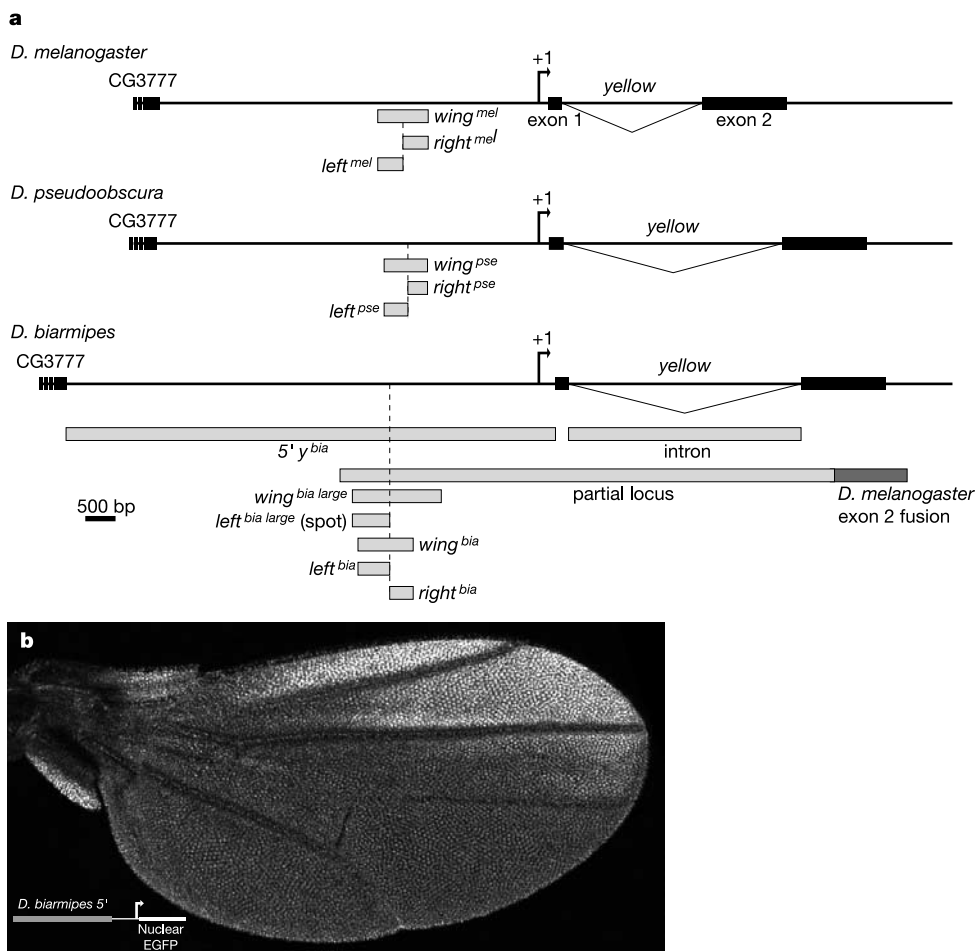 a
D. melanogaster
CG3777
+1
yellow
exon 1
exon 2
wing mel
right mel
left mel
D. pseudoobscura
CG3777
+1
yellow
wing pse
right pse
left pse
D. biarmipes
CG3777
+1
yellow
5' y bia
intron
partial locus
D. melanogaster
exon 2 fusion
500 bp
wing bia large
left bia large (spot)
wing bia
left bia
right bia
b
D. biarmipes 5'
Nuclear
EGFP